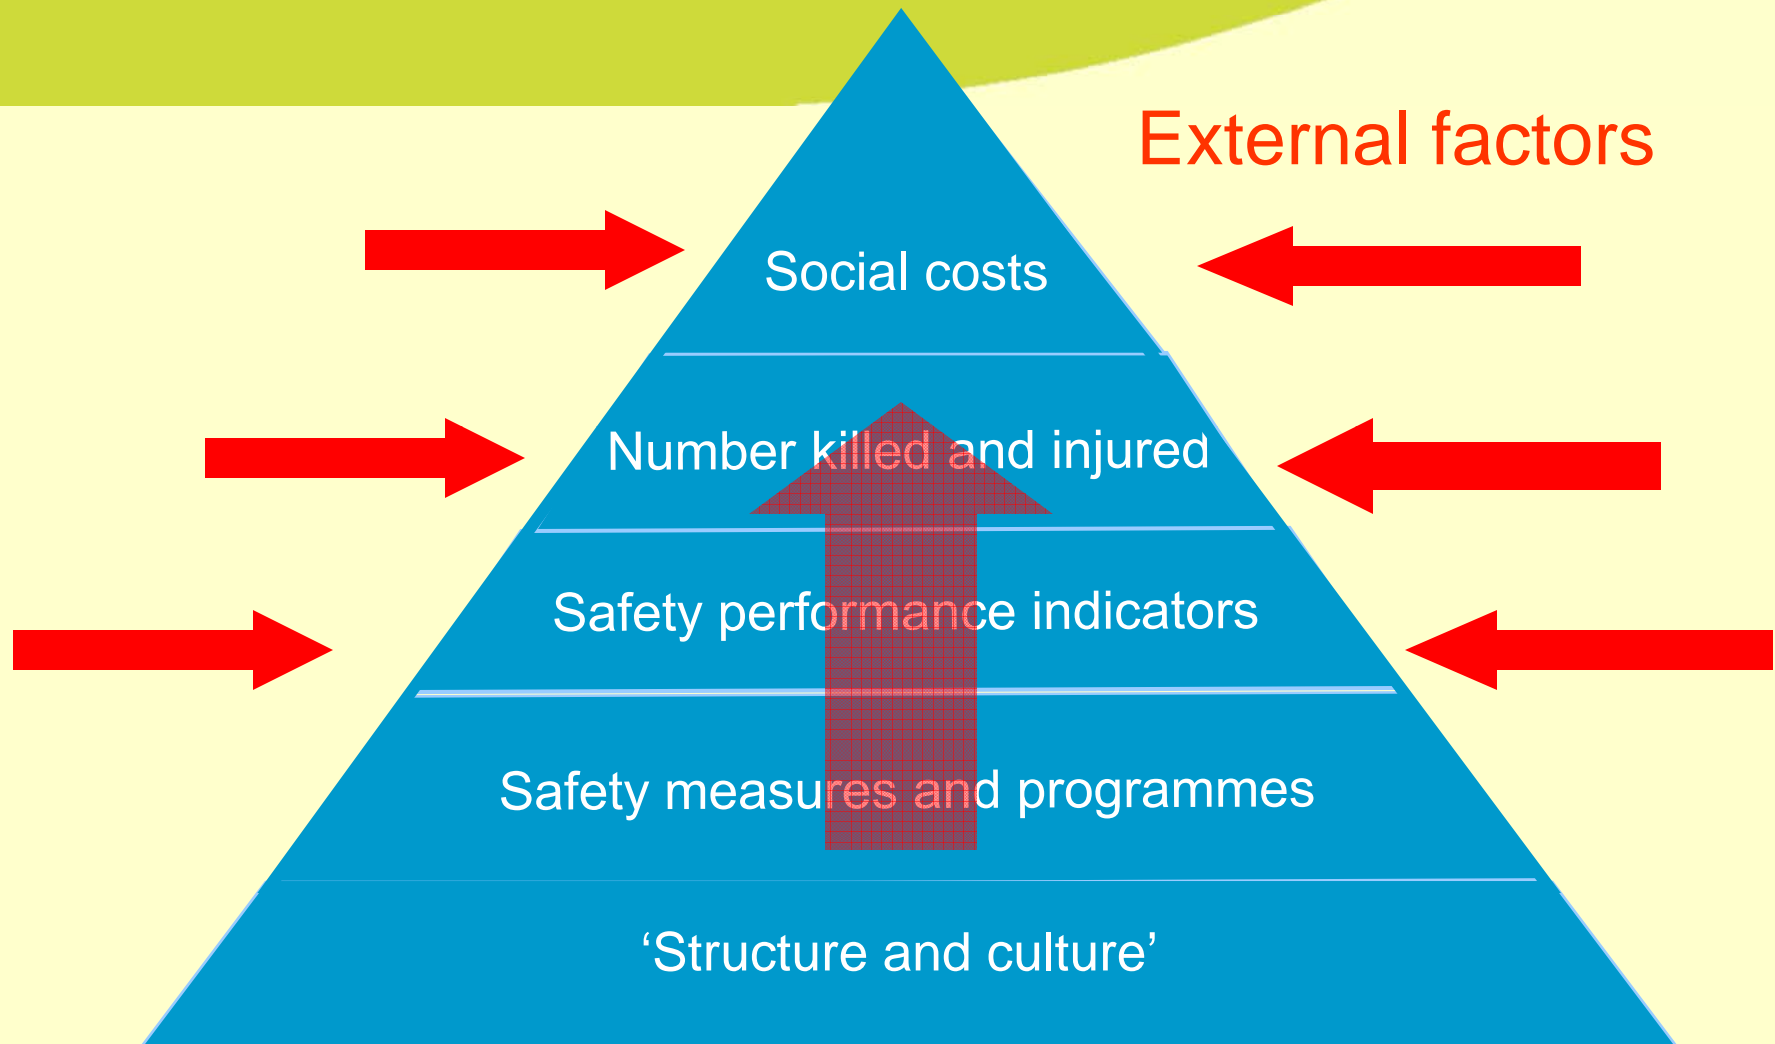 External factors
Social costs
Number killed and injured
Safety performance indicators
Safety measures and programmes
‘Structure and culture’